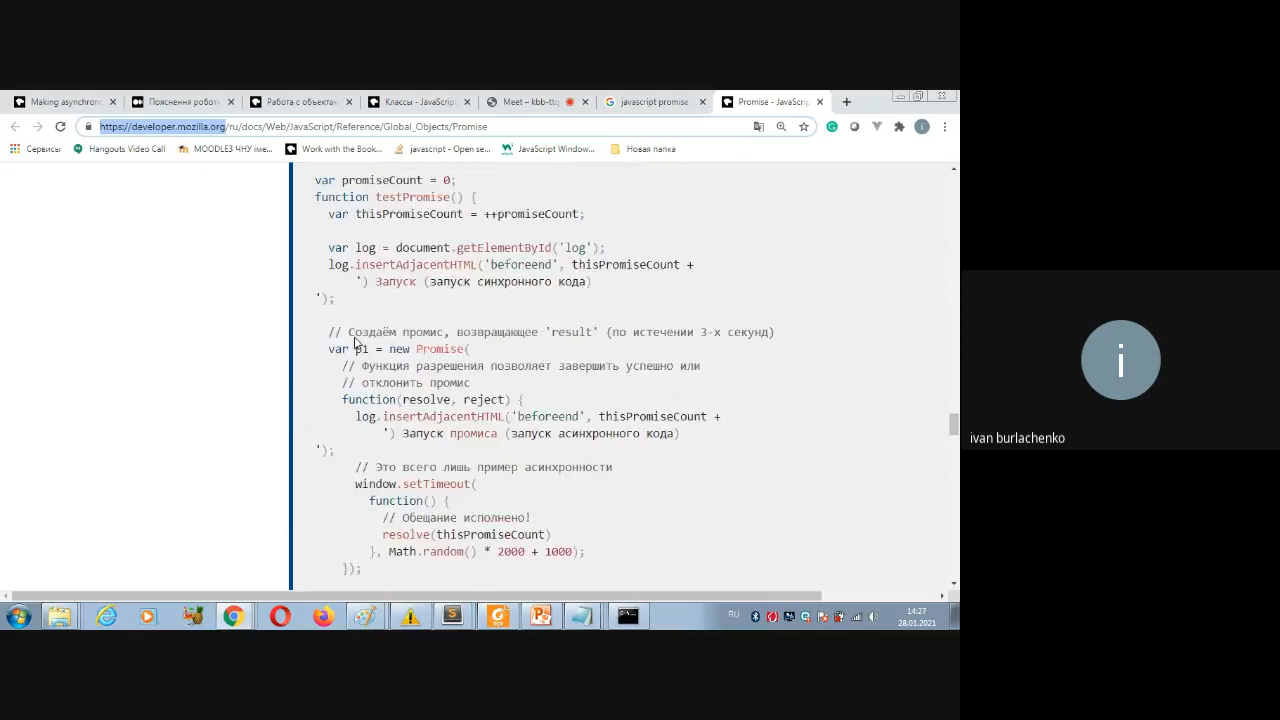 Making asynchron
Пояснення роботи
Работа с объектам
Классы - JavaScript
Meet – kbb-ttq
javascript promise
Promise - JavaScri
https://developer.mozilla.org/ru/docs/Web/JavaScript/Reference/Global_Objects/Promise
i
Сервисы
Hangouts Video Call
MOODLE3 ЧНУ име...
Work with the Book...
javascript - Open se...
JavaScript Window...
Новая папка
var promiseCount = 0;
function testPromise() {
var thisPromiseCount = ++promiseCount;
var log = document.getElementById('log');
log.insertAdjacentHTML('beforeend', thisPromiseCount +
') Запуск (запуск синхронного кода)
');
// Создаём промис, возвращающее 'result' (по истечении 3-х секунд)
var p1 = new Promise(
// Функция разрешения позволяет завершить успешно или
// отклонить промис
function(resolve, reject) {
log.insertAdjacentHTML('beforeend', thisPromiseCount +
') Запуск промиса (запуск асинхронного кода)
');
// Это всего лишь пример асинхронности
window.setTimeout(
function() {
// Обещание исполнено!
resolve(thisPromiseCount)
}, Math.random() * 2000 + 1000);
});
i
ivan burlachenko
RU
14:27
28.01.2021